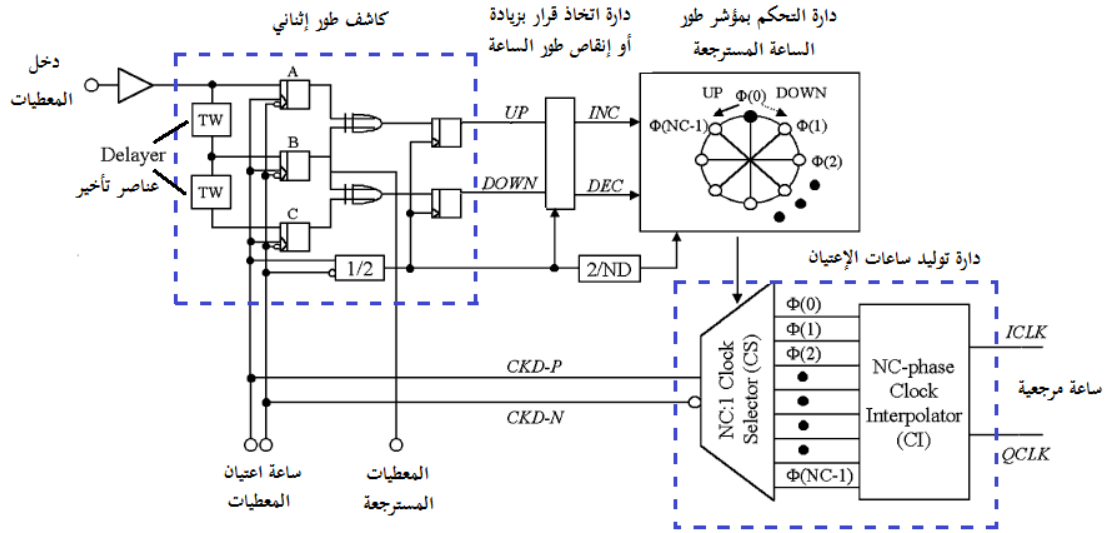 كاشف طور إثناني
دارة اتخاذ قرار بزيادة
أو إنقاص طور الساعة
دارة التحكم بمؤشر طور
الساعة المسترجعة
دخل
المعطيات
TW
TW
Delayer
عناصر تأخير
A
B
C
1/2
UP
DOWN
INC
DEC
2/ND
UP
Φ(0)
DOWN
Φ(NC-1)
Φ(1)
Φ(2)
دارة توليد ساعات الإعتيان
NC:1 Clock
Selector (CS)
Φ(0)
Φ(1)
Φ(2)
Φ(NC-1)
NC-phase
Clock
Interpolator
(CI)
ICLK
ساعة مرجعية
QCLK
CKD-P
CKD-N
ساعة اعتيان
المعطيات
المعطيات
المسترجعة